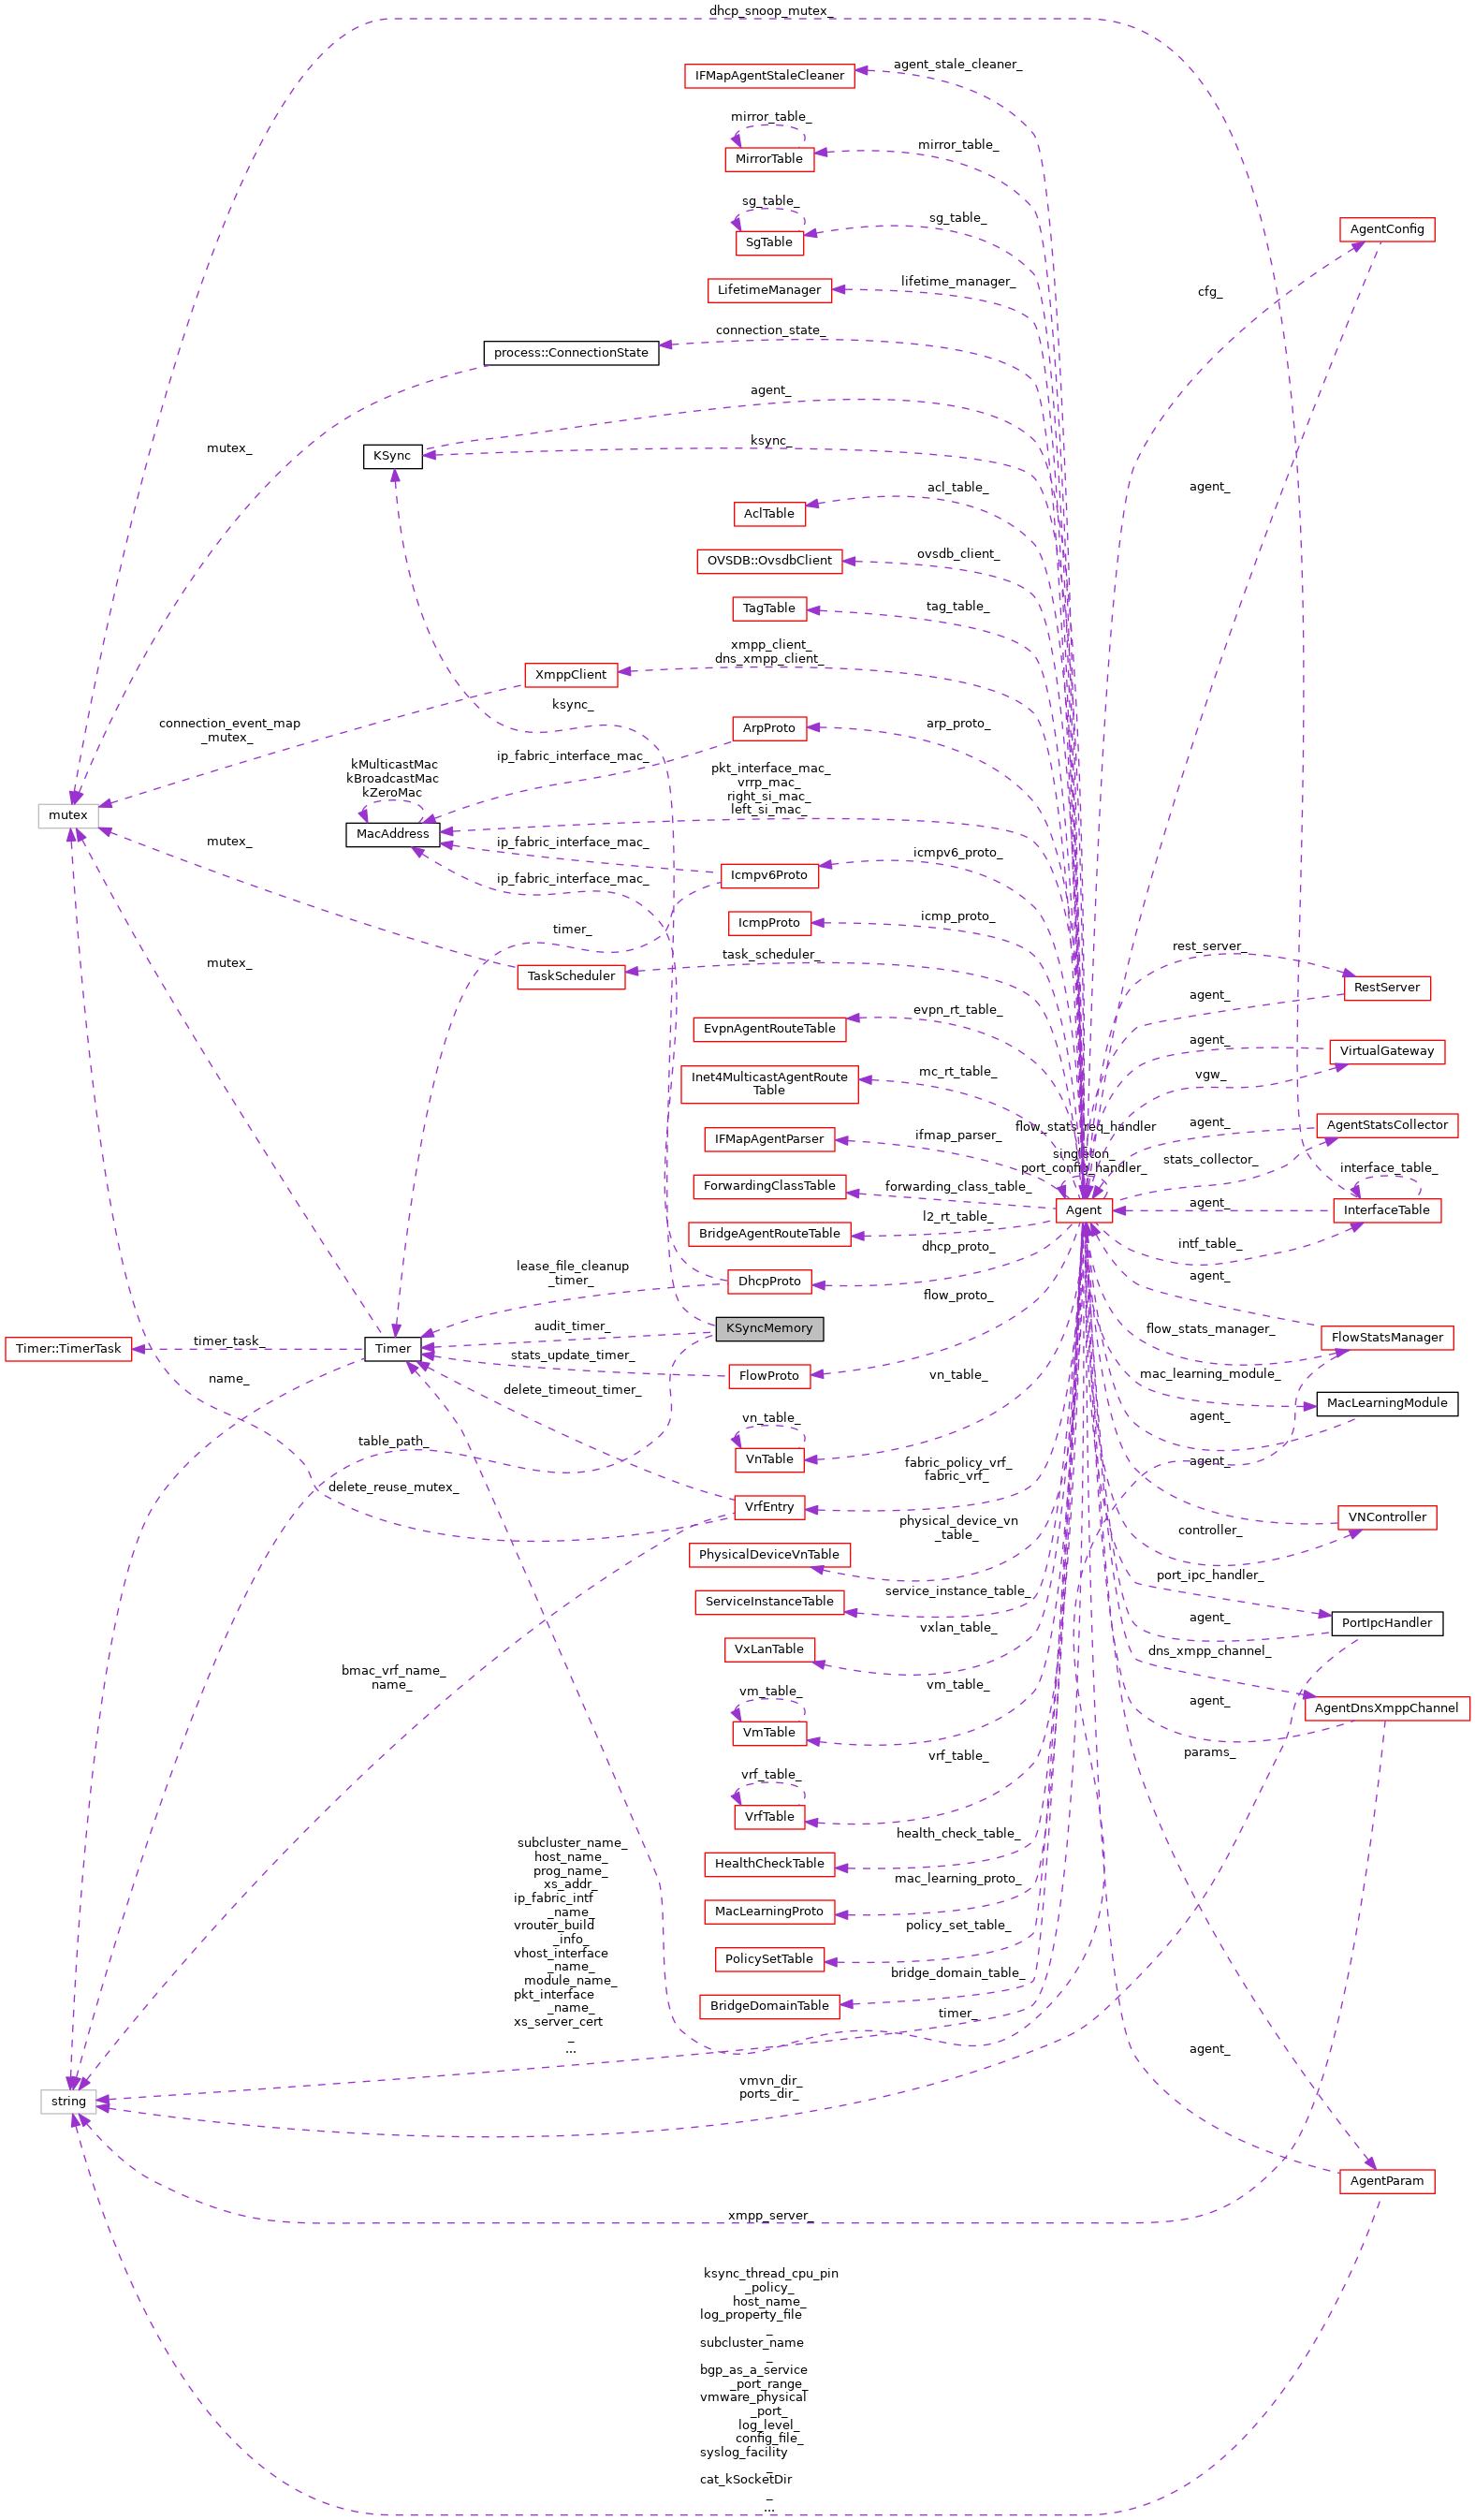 dhcp_snoop_mutex_
agent_stale_cleaner_
IFMapAgentStaleCleaner
mirror_table_
mirror_table_
MirrorTable
sg_table_
sg_table_
SgTable
AgentConfig
lifetime_manager_
LifetimeManager
cfg_
connection_state_
process::ConnectionState
agent_
mutex_
ksync_
KSync
acl_table_
agent_
AclTable
ovsdb_client_
OVSDB::OvsdbClient
tag_table_
TagTable
xmpp_client_
dns_xmpp_client_
XmppClient
ksync_
connection_event_map
_mutex_
arp_proto_
ArpProto
ip_fabric_interface_mac_
kMulticastMac
kBroadcastMac
kZeroMac
pkt_interface_mac_
vrrp_mac_
right_si_mac_
left_si_mac_
mutex
MacAddress
mutex_
ip_fabric_interface_mac_
icmpv6_proto_
Icmpv6Proto
ip_fabric_interface_mac_
icmp_proto_
IcmpProto
timer_
rest_server_
task_scheduler_
mutex_
TaskScheduler
RestServer
agent_
evpn_rt_table_
EvpnAgentRouteTable
agent_
VirtualGateway
mc_rt_table_
Inet4MulticastAgentRoute
Table
vgw_
flow_stats_req_handler
agent_
AgentStatsCollector
ifmap_parser_
IFMapAgentParser
singleton_
port_config_handler_
stats_collector_
interface_table_
forwarding_class_table_
ForwardingClassTable
agent_
Agent
InterfaceTable
l2_rt_table_
BridgeAgentRouteTable
dhcp_proto_
intf_table_
lease_file_cleanup
_timer_
DhcpProto
agent_
flow_proto_
audit_timer_
KSyncMemory
flow_stats_manager_
FlowStatsManager
timer_task_
Timer::TimerTask
Timer
stats_update_timer_
FlowProto
vn_table_
mac_learning_module_
name_
delete_timeout_timer_
MacLearningModule
vn_table_
agent_
table_path_
VnTable
agent_
fabric_policy_vrf_
fabric_vrf_
delete_reuse_mutex_
VrfEntry
VNController
physical_device_vn
_table_
controller_
PhysicalDeviceVnTable
port_ipc_handler_
service_instance_table_
ServiceInstanceTable
agent_
PortIpcHandler
vxlan_table_
VxLanTable
dns_xmpp_channel_
bmac_vrf_name_
name_
vm_table_
vm_table_
agent_
AgentDnsXmppChannel
VmTable
params_
vrf_table_
vrf_table_
VrfTable
health_check_table_
HealthCheckTable
subcluster_name_
host_name_
prog_name_
xs_addr_
ip_fabric_intf
_name_
vrouter_build
_info_
vhost_interface
_name_
module_name_
pkt_interface
_name_
xs_server_cert
_
...
mac_learning_proto_
MacLearningProto
policy_set_table_
PolicySetTable
bridge_domain_table_
BridgeDomainTable
timer_
agent_
vmvn_dir_
ports_dir_
string
AgentParam
xmpp_server_
ksync_thread_cpu_pin
_policy_
host_name_
log_property_file
_
subcluster_name
_
bgp_as_a_service
_port_range_
vmware_physical
_port_
log_level_
config_file_
syslog_facility
_
cat_kSocketDir
_
...